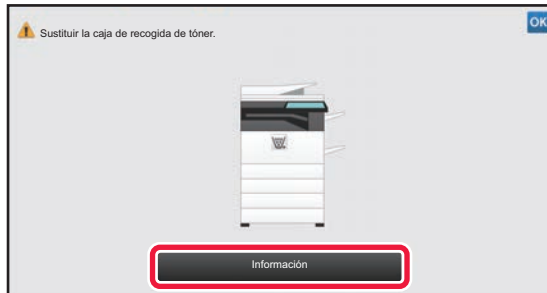 Sustituir la caja de recogida de tóner.
OK
Información